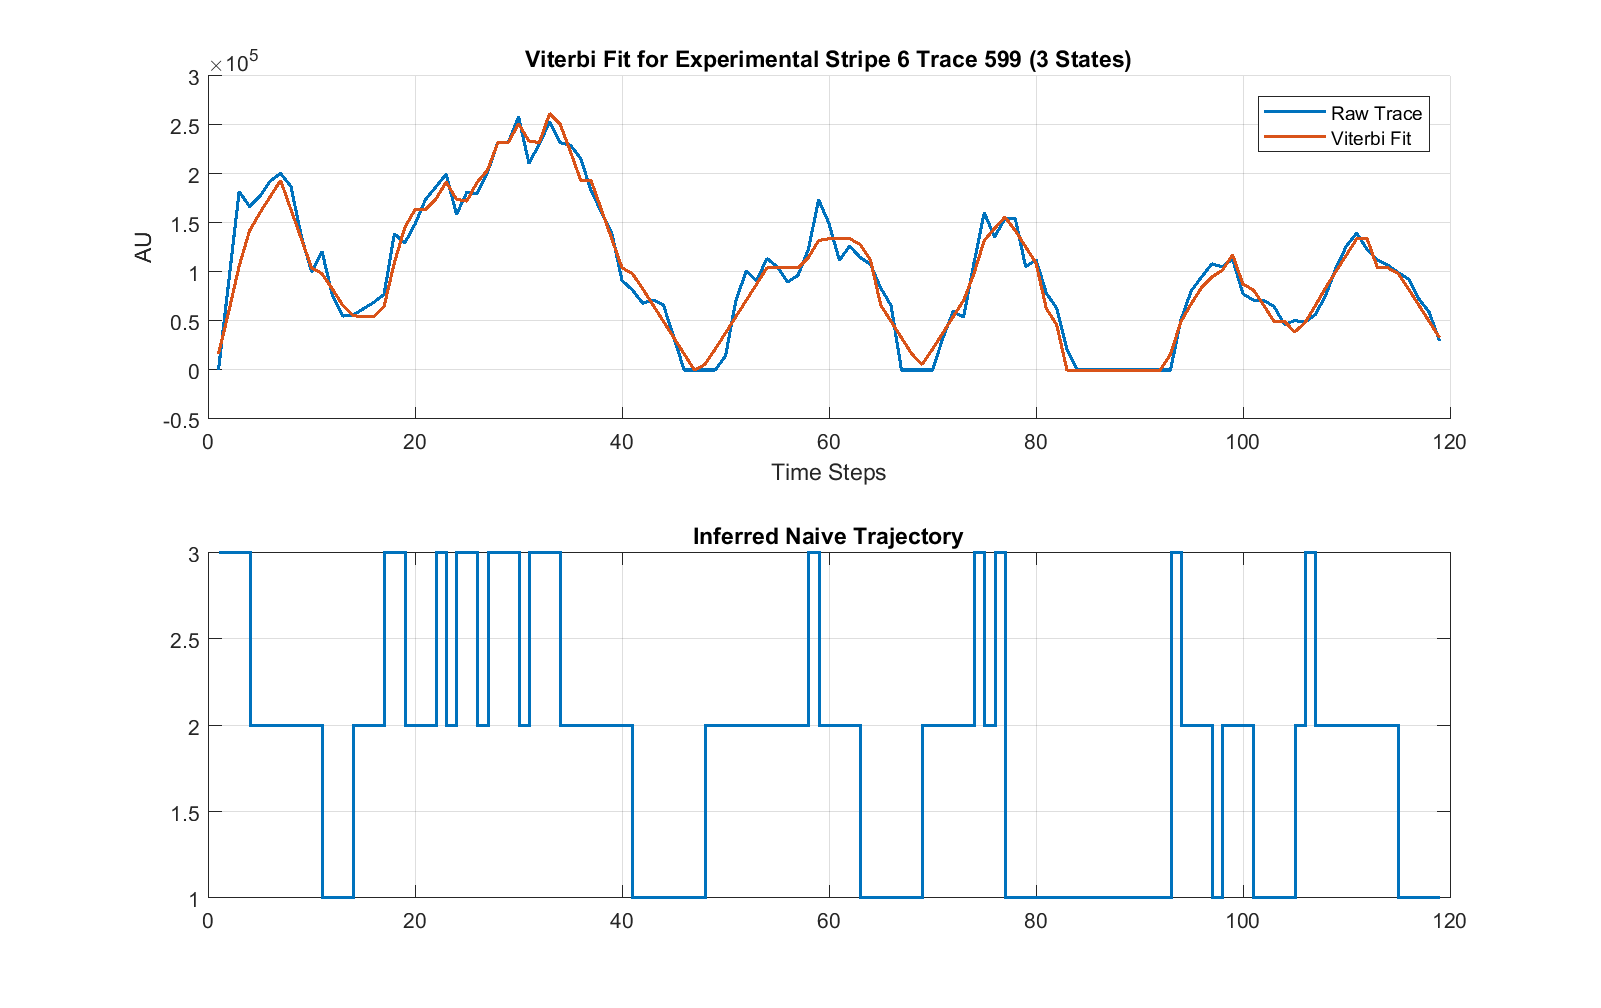 Viterbi Fit for Experimental Stripe 6 Trace 599 (3 States)
×10^5
3
2.5
2
1.5
1
0.5
0
-0.5
AU
Raw Trace
Viterbi Fit
0 20 40 60 80 100 120
Time Steps
Inferred Naive Trajectory
3
2.5
2
1.5
1
0 20 40 60 80 100 120